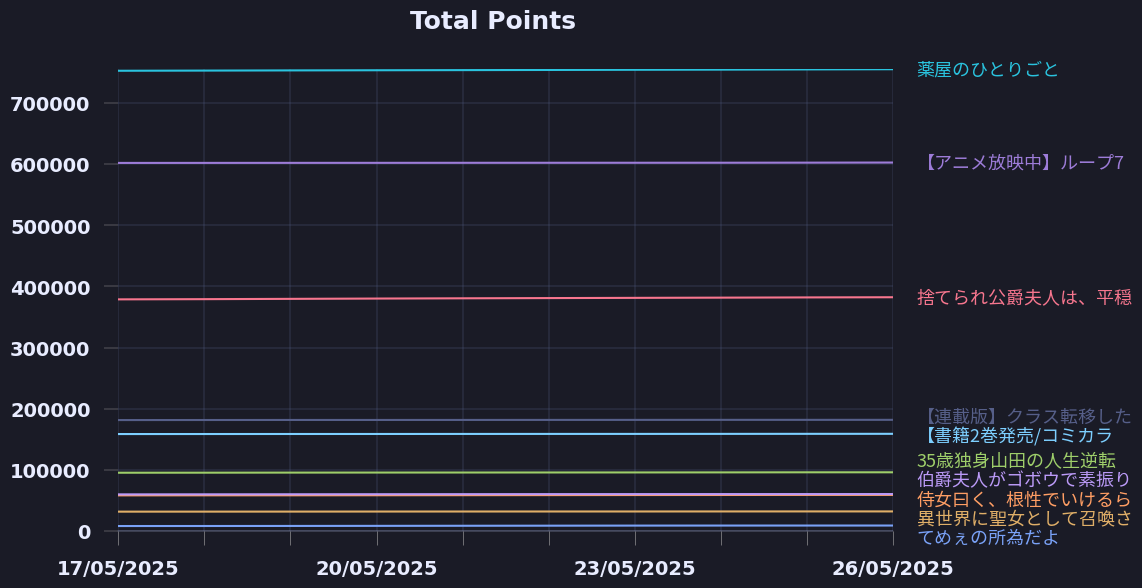 Total Points
薬屋のひとりごと
700000
600000
【アニメ放映中】ループ7
500000
400000
捨てられ公爵夫人は、平穏
300000
200000
【連載版】クラス転移した
【書籍2巻発売/コミカラ
100000
35歳独身山田の人生逆転
伯爵夫人がゴボウで素振り
侍女曰く、根性でいけるら
異世界に聖女として召喚さ
0
てめぇの所為だよ
17/05/2025
20/05/2025
23/05/2025
26/05/2025